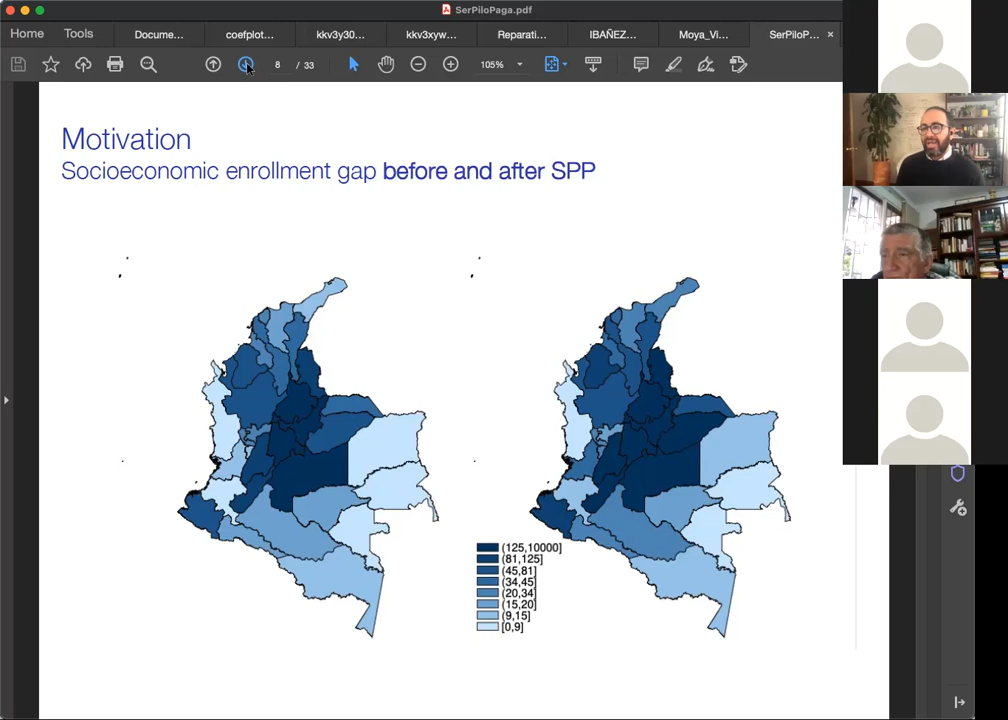 SerPiloPaga.pdf
Home
Tools
Docume...
coefplot...
kkv3y30...
kkv3xyw...
Reparati...
IBAÑEZ...
Moya_Vi...
SerPiloP...
8 / 33
105%
Motivation
Socioeconomic enrollment gap before and after SPP
(125,10000]
(81,125]
(45,81]
(34,45]
(20,34]
(15,20]
(9,15]
[0,9]